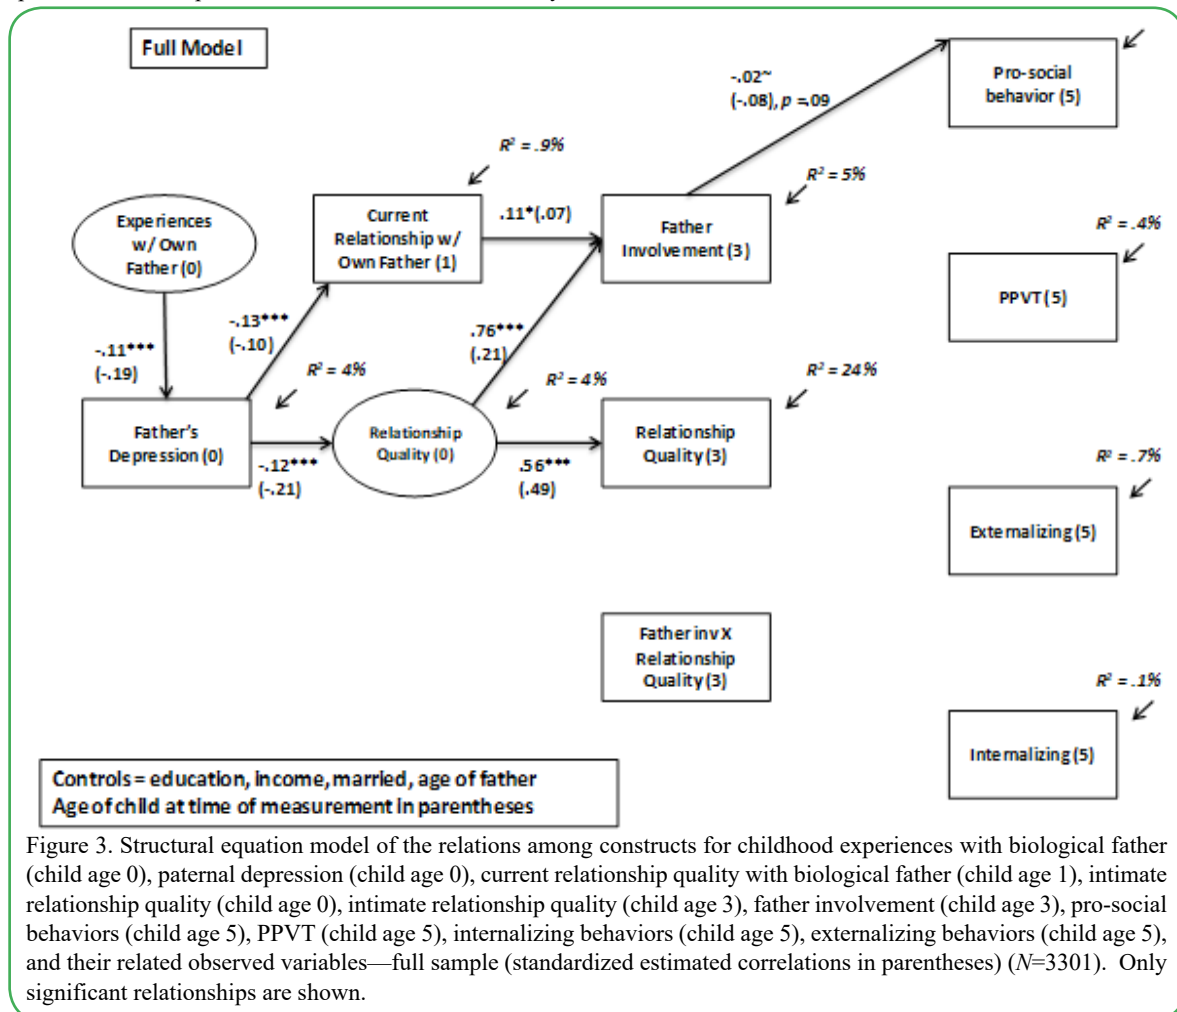 Full Model
Pro-social
behavior (5)
-.02~
(-.08), p =.09
R² = .9%
R² = 5%
Experiences
w/ Own
Father (0)
Current
Relationship w/
Own Father (1)
.11*(.07)
Father
Involvement (3)
R² = .4%
PPVT (5)
-.11***
(-.19)
-.13***
(-.10)
.76***
(.21)
R² = 4%
R² = 4%
R² = 24%
Father's
Depression (0)
Relationship
Quality (0)
Relationship
Quality (3)
-.12***
(-.21)
.56***
(.49)
R² = .7%
Externalizing (5)
Father inv X
Relationship
Quality (3)
R² = .1%
Internalizing (5)
Controls = education, income, married, age of father
Age of child at time of measurement in parentheses
Figure 3. Structural equation model of the relations among constructs for childhood experiences with biological father
(child age 0), paternal depression (child age 0), current relationship quality with biological father (child age 1), intimate
relationship quality (child age 0), intimate relationship quality (child age 3), father involvement (child age 3), pro-social
behaviors (child age 5), PPVT (child age 5), internalizing behaviors (child age 5), externalizing behaviors (child age 5),
and their related observed variables—full sample (standardized estimated correlations in parentheses) (N=3301). Only
significant relationships are shown.